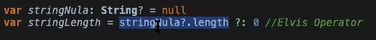 var stringNula: String? = null
var stringLength = stringNula?.length ?: 0 //Elvis Operator